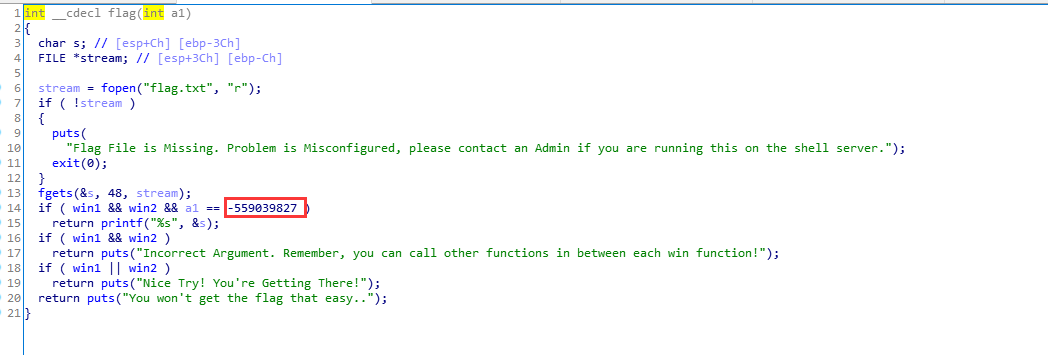 1 int __cdecl flag(int a1)
2 {
3 char s; // [esp+Ch] [ebp-3Ch]
4 FILE *stream; // [esp+3Ch] [ebp-Ch]
5
6 stream = fopen("flag.txt", "r");
7 if ( !stream )
8 {
9 puts(
10 "Flag File is Missing. Problem is Misconfigured, please contact an Admin if you are running this on the shell server.");
11 exit(0);
12 }
13 fgets(&s, 48, stream);
14 if ( win1 && win2 && a1 == -559039827 )
15 return printf("%s", &s);
16 if ( win1 && win2 )
17 return puts("Incorrect Argument. Remember, you can call other functions in between each win function!");
18 if ( win1 || win2 )
19 return puts("Nice Try! You're Getting There!");
20 return puts("You won't get the flag that easy..");
21 }